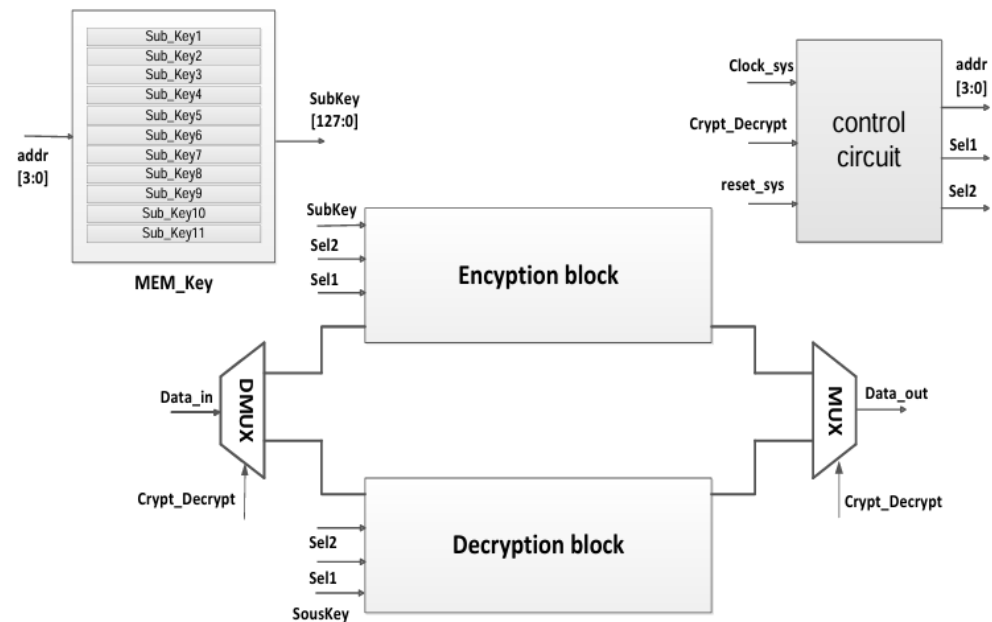 Sub_Key1
Sub_Key2
Sub_Key3
Sub_Key4
Sub_Key5
Sub_Key6
Sub_Key7
Sub_Key8
Sub_Key9
Sub_Key10
Sub_Key11
MEM_Key
addr
[3:0]
SubKey
[127:0]
Clock_sys
Crypt_Decrypt
reset_sys
control
circuit
addr
[3:0]
Sel1
Sel2
SubKey
Sel2
Sel1
Encyption block
Data_in
DMUX
Crypt_Decrypt
MUX
Data_out
Crypt_Decrypt
Sel2
Sel1
SousKey
Decryption block